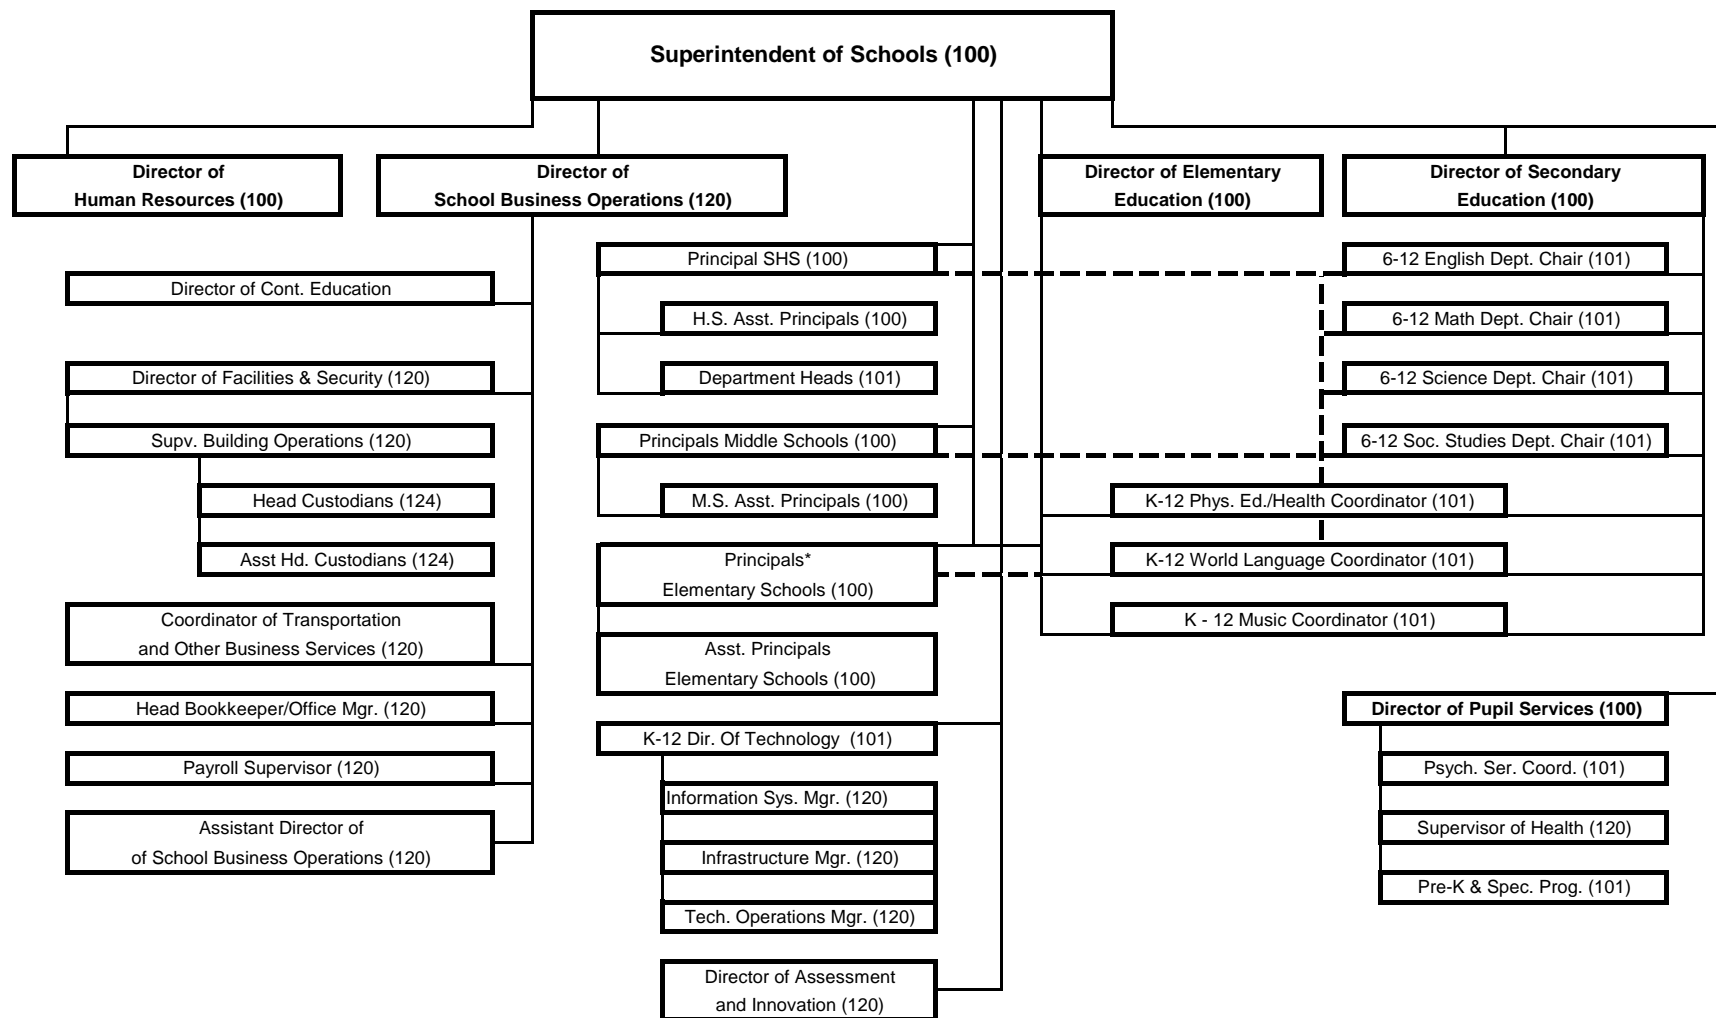 Superintendent of Schools (100)
Director of
Human Resources (100)
Director of
School Business Operations (120)
Director of Elementary
Education (100)
Director of Secondary
Education (100)
Director of Cont. Education
Director of Facilities & Security (120)
Supv. Building Operations (120)
Head Custodians (124)
Asst Hd. Custodians (124)
Coordinator of Transportation
and Other Business Services (120)
Head Bookkeeper/Office Mgr. (120)
Payroll Supervisor (120)
Assistant Director of
of School Business Operations (120)
Principal SHS (100)
H.S. Asst. Principals (100)
Department Heads (101)
Principals Middle Schools (100)
M.S. Asst. Principals (100)
Principals*
Elementary Schools (100)
Asst. Principals
Elementary Schools (100)
K-12 Dir. Of Technology (101)
Information Sys. Mgr. (120)
Infrastructure Mgr. (120)
Tech. Operations Mgr. (120)
Director of Assessment
and Innovation (120)
6-12 English Dept. Chair (101)
6-12 Math Dept. Chair (101)
6-12 Science Dept. Chair (101)
6-12 Soc. Studies Dept. Chair (101)
K-12 Phys. Ed./Health Coordinator (101)
K-12 World Language Coordinator (101)
K - 12 Music Coordinator (101)
Director of Pupil Services (100)
Psych. Ser. Coord. (101)
Supervisor of Health (120)
Pre-K & Spec. Prog. (101)